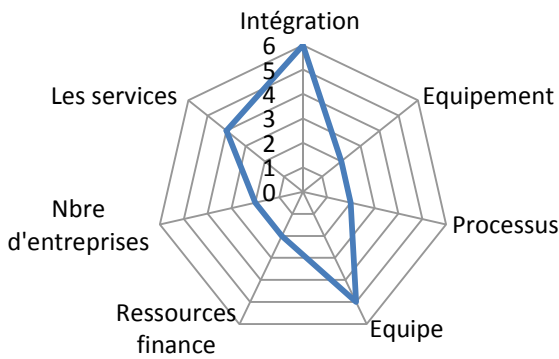 Intégration
6
5
4
3
2
1
0
Equipement
Processus
Equipe
Ressources
finance
Nbre
d'entreprises
Les services